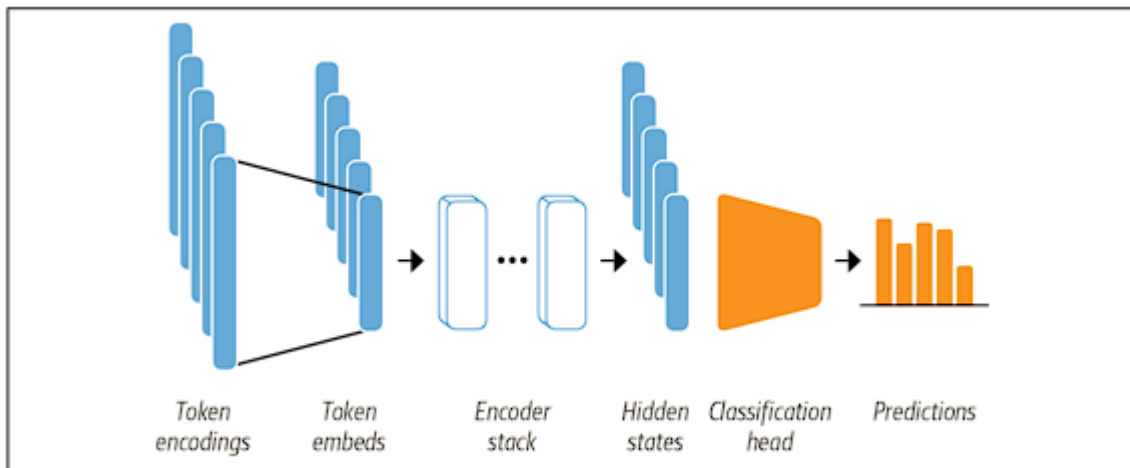 Token encodings
Token embeds
Encoder stack
Hidden states
Classification head
Predictions